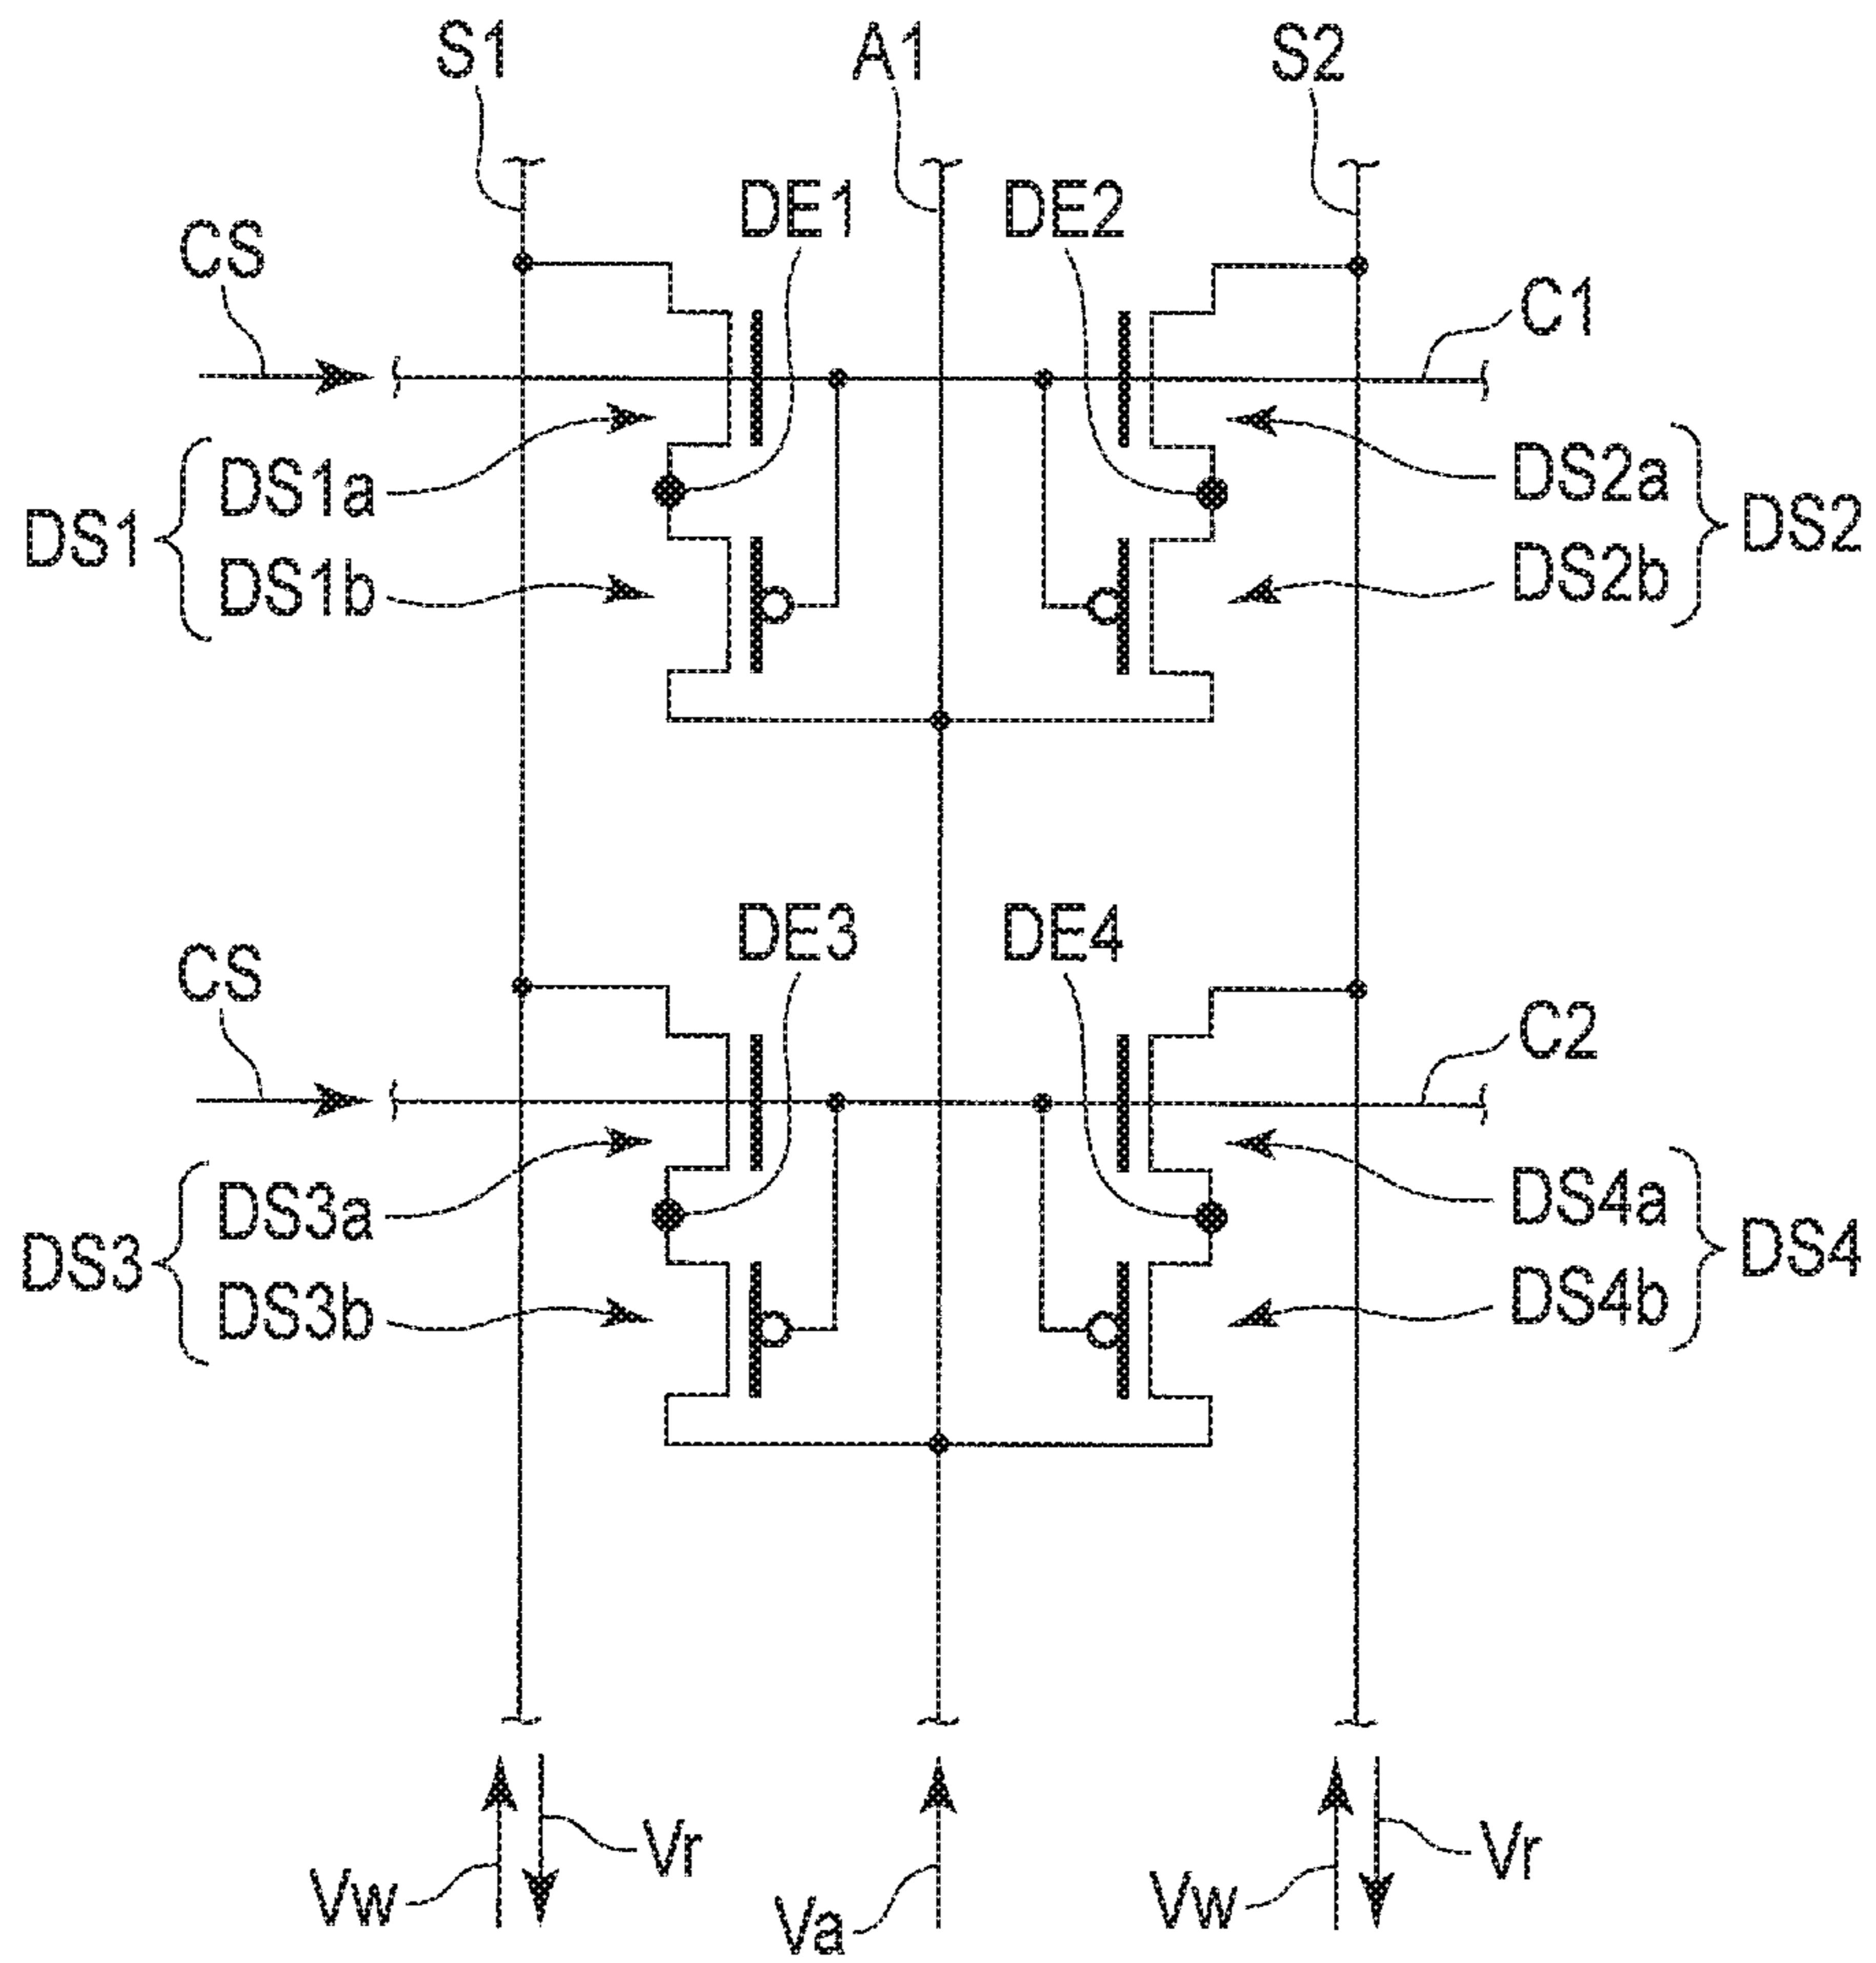 S1 A1 S2
DE1 DE2
CS
C1
DS1a DS2a
DS1 DS2
DS1b DS2b
DE3 DE4
CS
C2
DS3a DS4a
DS3 DS4
DS3b DS4b
Vr Vr
Vw Va Vw